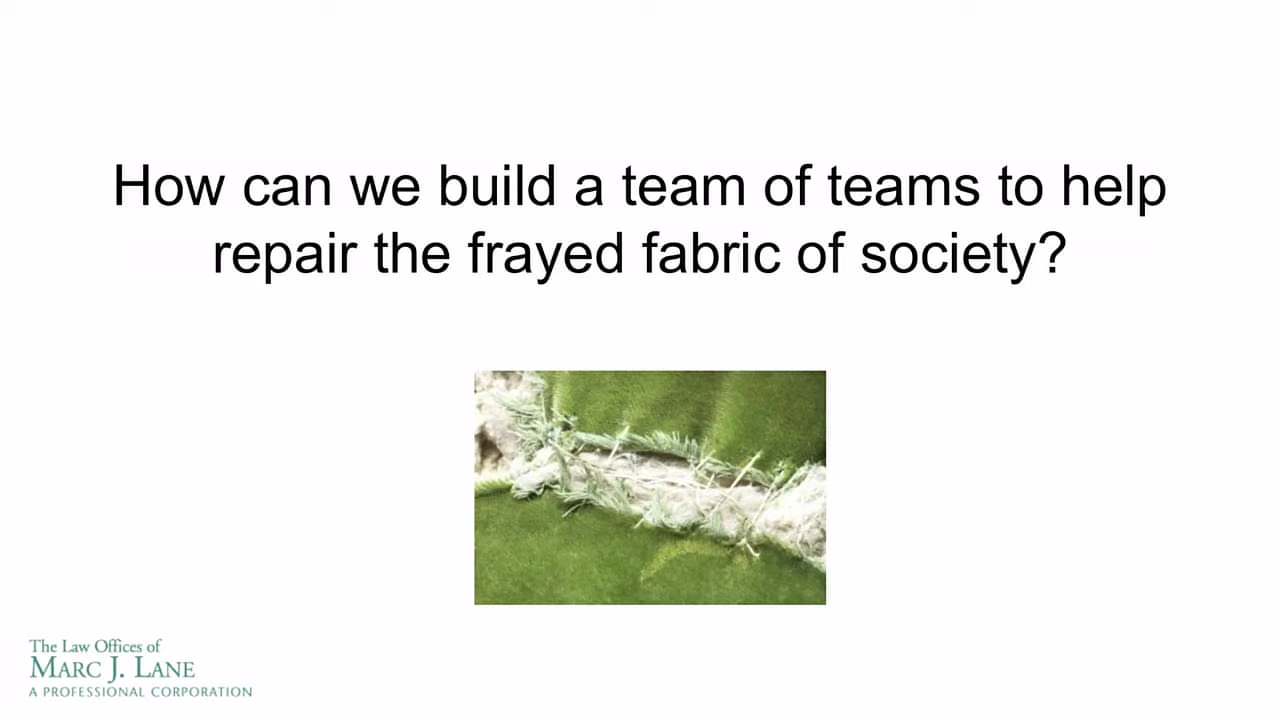 How can we build a team of teams to help
repair the frayed fabric of society?
The Law Offices of
MARC J. LANE
A PROFESSIONAL CORPORATION